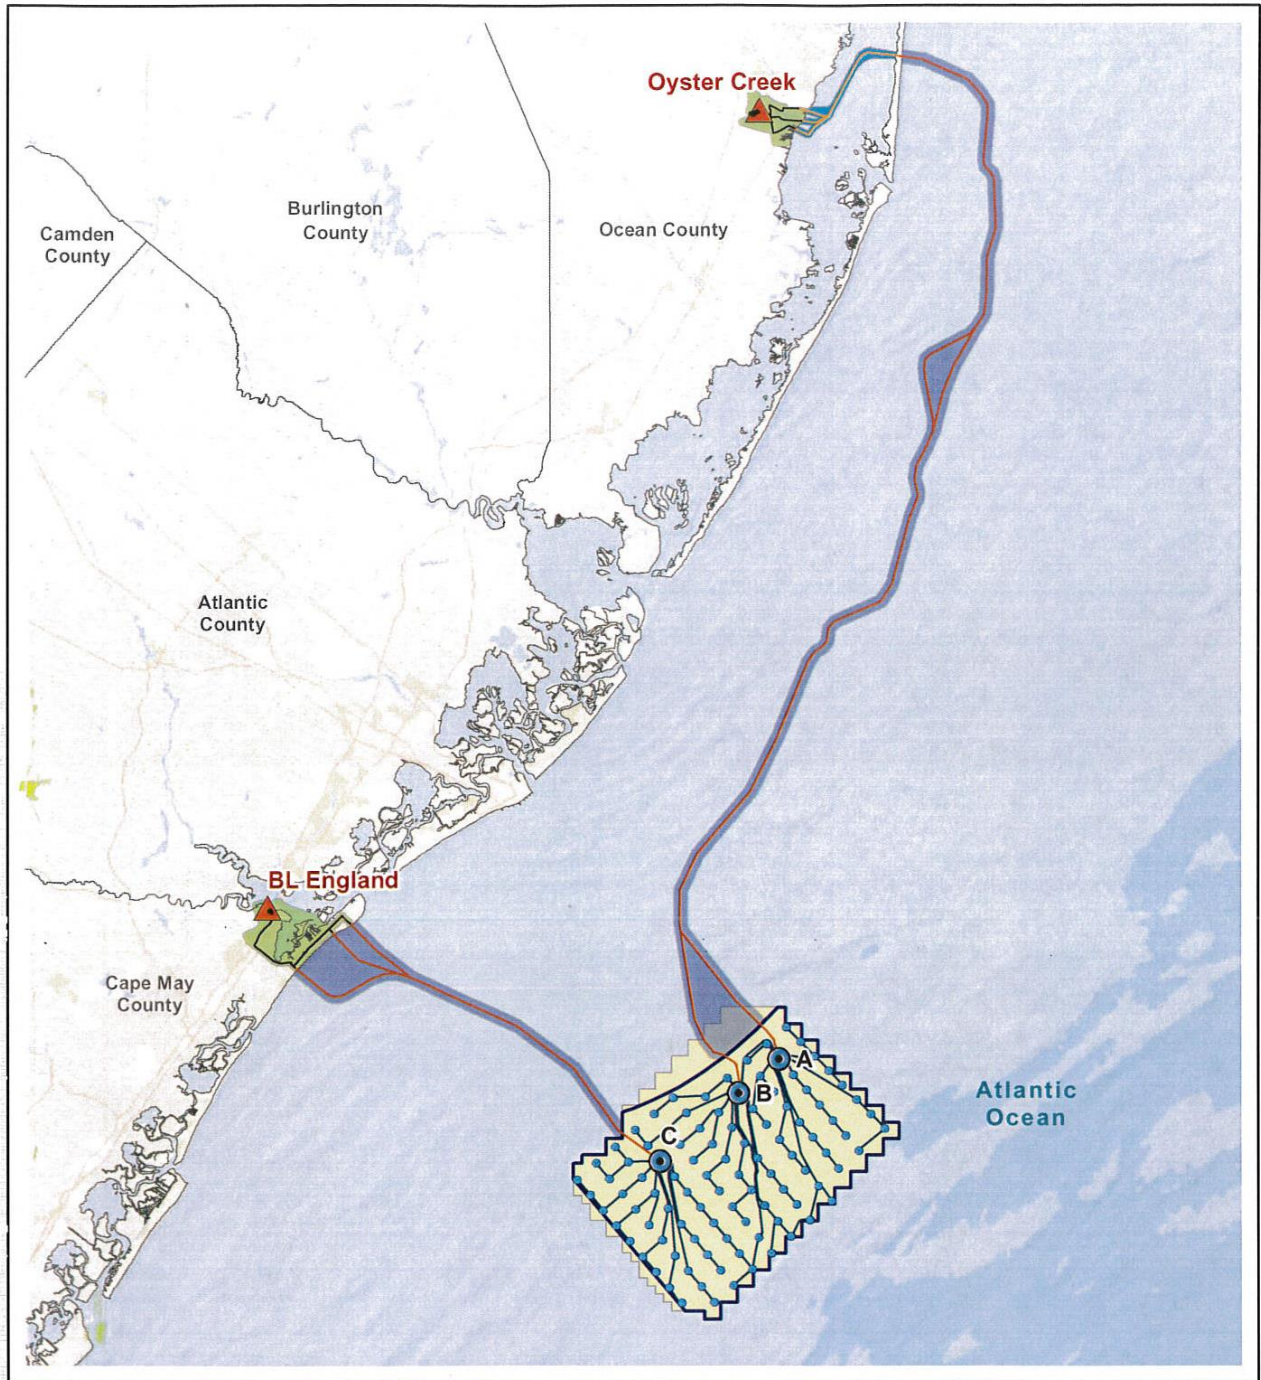 Oyster Creek
Burlington
County
Camden
County
Ocean County
Atlantic
County
BL England
Cape May
County
A
B
C
Atlantic
Ocean